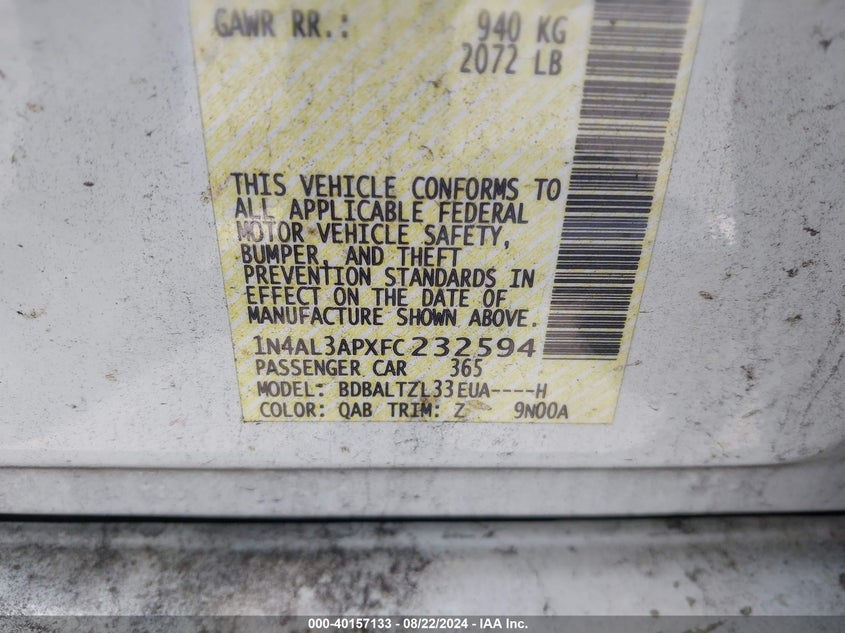 GAWR RR.: 940 KG
2072 LB
THIS VEHICLE CONFORMS TO
ALL APPLICABLE FEDERAL
MOTOR VEHICLE SAFETY,
BUMPER, AND THEFT
PREVENTION STANDARDS IN
EFFECT ON THE DATE OF
MANUFACTURE SHOWN ABOVE.
1N4AL3APXFC232594
PASSENGER CAR 365
MODEL: BDBALTZL33EUA----H
COLOR: QAB TRIM: Z 9N00A
000-40157133 - 08/22/2024 - IAA Inc.